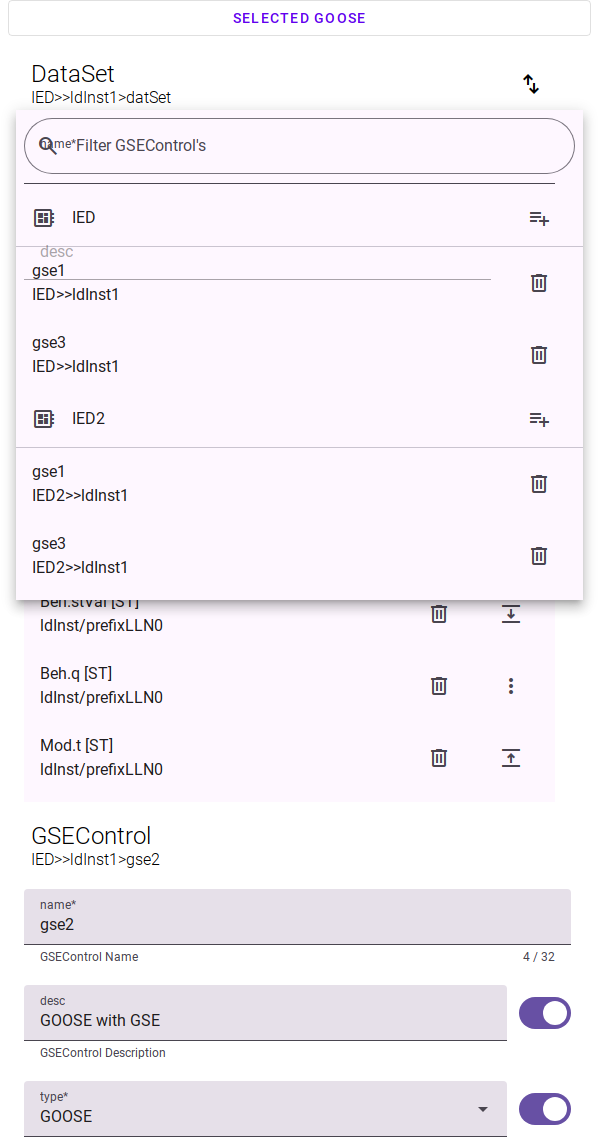 SELECTED GOOSE
DataSet
IED>>ldInst1>datSet
name*
Filter GSEControl's
IED
desc
gse1
IED>>ldInst1
gse3
IED>>ldInst1
IED2
gse1
IED2>>ldInst1
gse3
IED2>>ldInst1
Beh.stVal [ST]
ldInst/prefixLLN0
Beh.q [ST]
ldInst/prefixLLN0
Mod.t [ST]
ldInst/prefixLLN0
GSEControl
IED>>ldInst1>gse2
name*
gse2
GSEControl Name 4 / 32
desc
GOOSE with GSE
GSEControl Description
type*
GOOSE